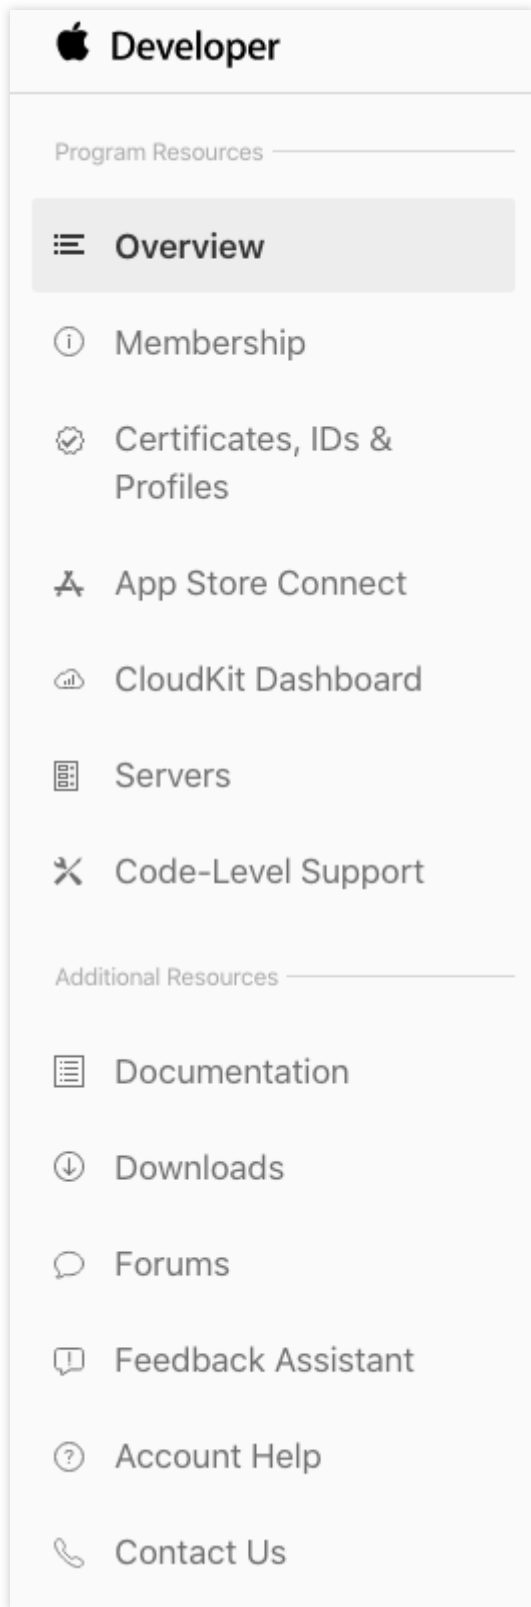 Developer
Program Resources
Overview
Membership
Certificates, IDs &
Profiles
App Store Connect
CloudKit Dashboard
Servers
Code-Level Support
Additional Resources
Documentation
Downloads
Forums
Feedback Assistant
Account Help
Contact Us